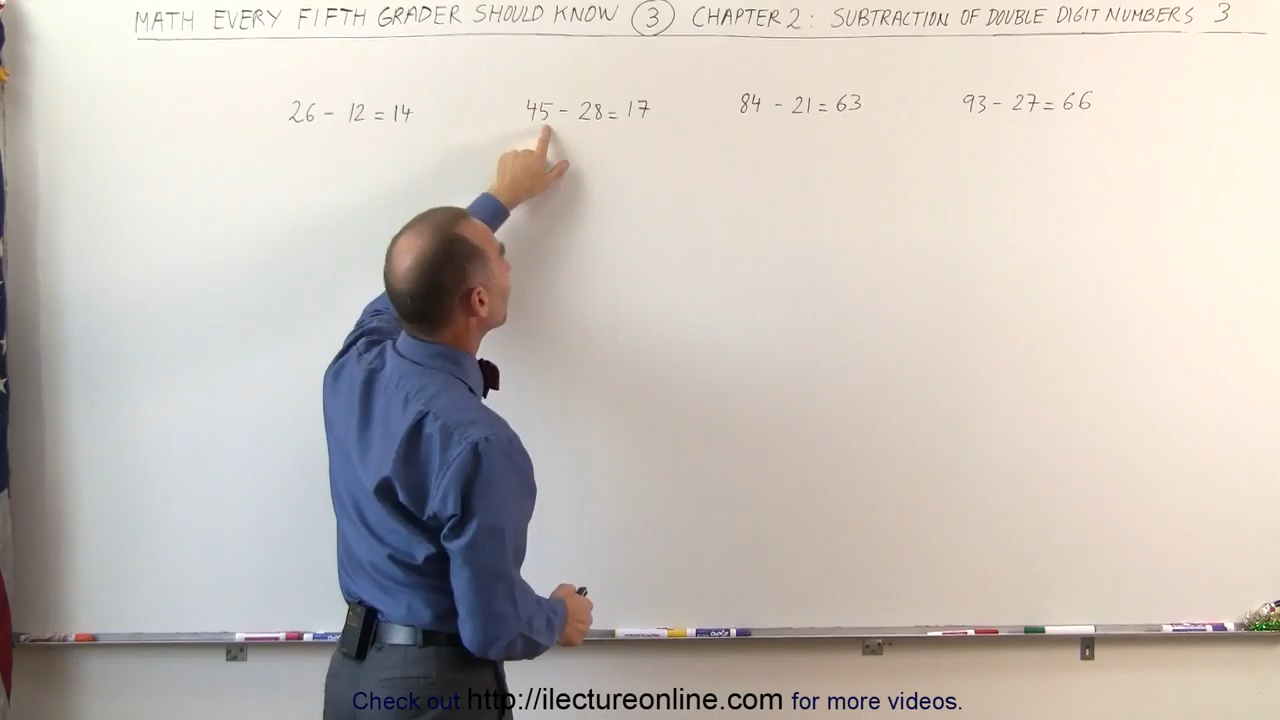 MATH EVERY FIFTH GRADER SHOULD KNOW 3 CHAPTER 2: SUBTRACTION OF DOUBLE DIGIT NUMBERS 3
26 - 12 = 14 45 - 28 = 17 84 - 21 = 63 93 - 27 = 66
Check out http://ilectureonline.com for more videos.